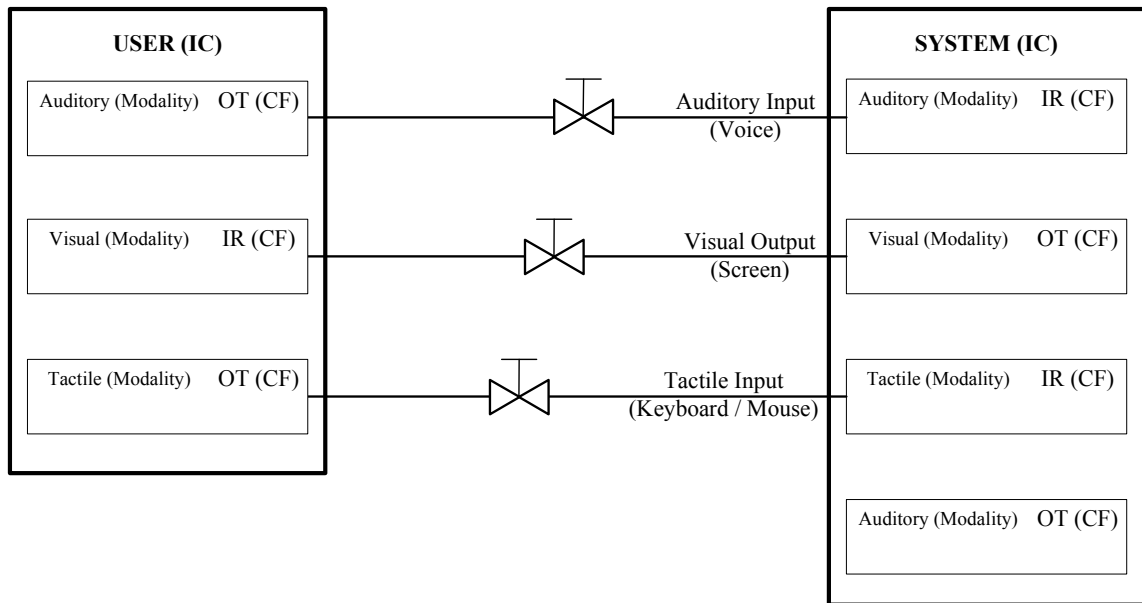 USER (IC)
SYSTEM (IC)
Auditory (Modality) OT (CF)
Auditory Input
(Voice)
Auditory (Modality) IR (CF)
Visual (Modality) IR (CF)
Visual Output
(Screen)
Visual (Modality) OT (CF)
Tactile (Modality) OT (CF)
Tactile Input
(Keyboard / Mouse)
Tactile (Modality) IR (CF)
Auditory (Modality) OT (CF)